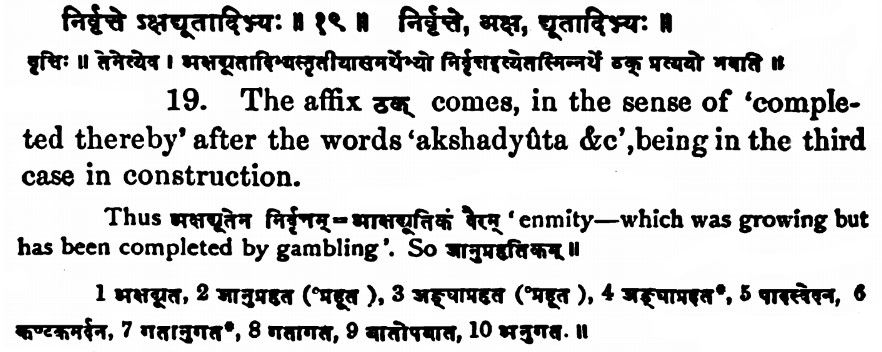 निर्वृत्ते ऽक्षद्यूतादिभ्यः ॥ १९ ॥ निर्वृत्ते, अक्ष, द्यूतादिभ्यः ॥
वृत्तिः ॥ तेनेत्येव । अक्षद्यूतादिभ्यस्तृतीयासमर्थेभ्यो निर्वृत्तइत्येतस्मिन्नर्थे ठक् प्रत्ययो भवति ॥
19. The affix ठक् comes, in the sense of 'comple-
ted thereby' after the words 'akshadyûta &c', being in the third
case in construction.
Thus अक्षद्यूतेन निर्वृत्तम् = आक्षद्यूतिकं वैरम् 'enmity—which was growing but
has been completed by gambling'. So जानुप्रहृतिकम् ॥
1 अक्षद्यूत, 2 जानुप्रहृत (°प्रहूत ), 3 जङ्घाप्रहृत (°प्रहूत ), 4 जङ्घाप्रहत*, 5 पादस्वेदन, 6
कण्टकमर्दन, 7 गतानुगत*, 8 गतागत, 9 यातोपयात, 10 अनुगत. ॥